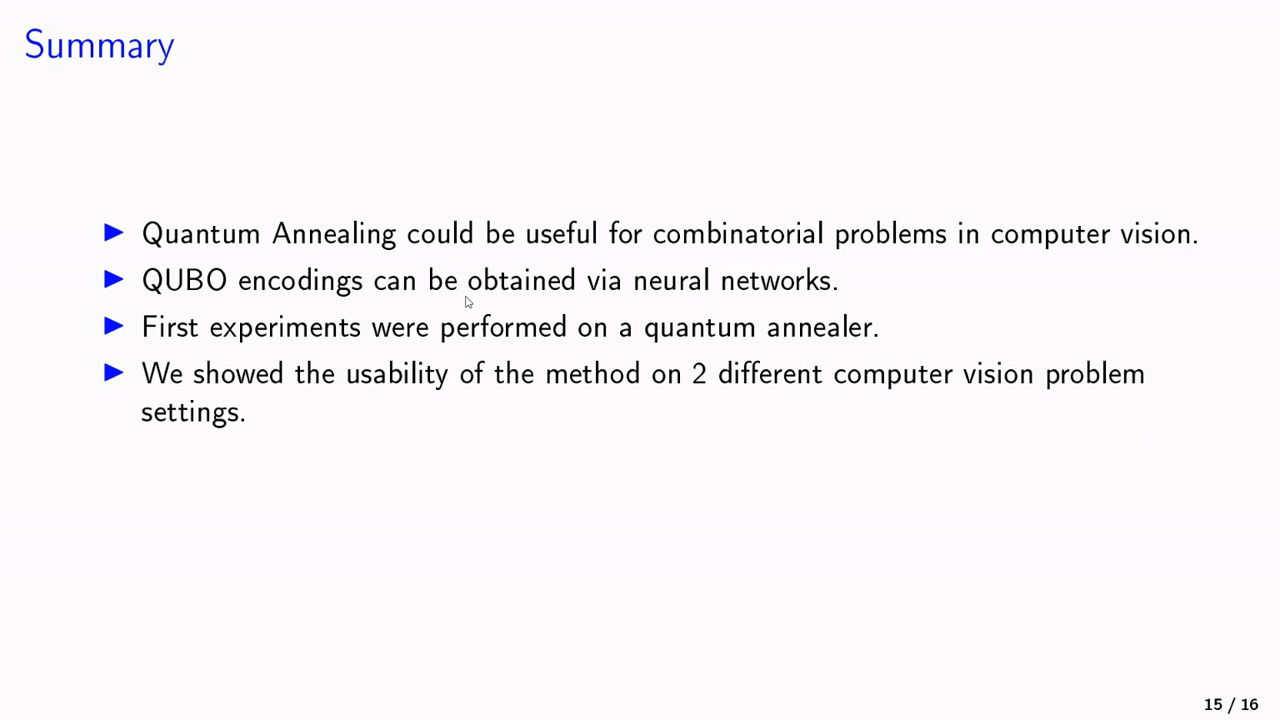 Summary
Quantum Annealing could be useful for combinatorial problems in computer vision.
QUBO encodings can be obtained via neural networks.
First experiments were performed on a quantum annealer.
We showed the usability of the method on 2 different computer vision problem
settings.
15 / 16